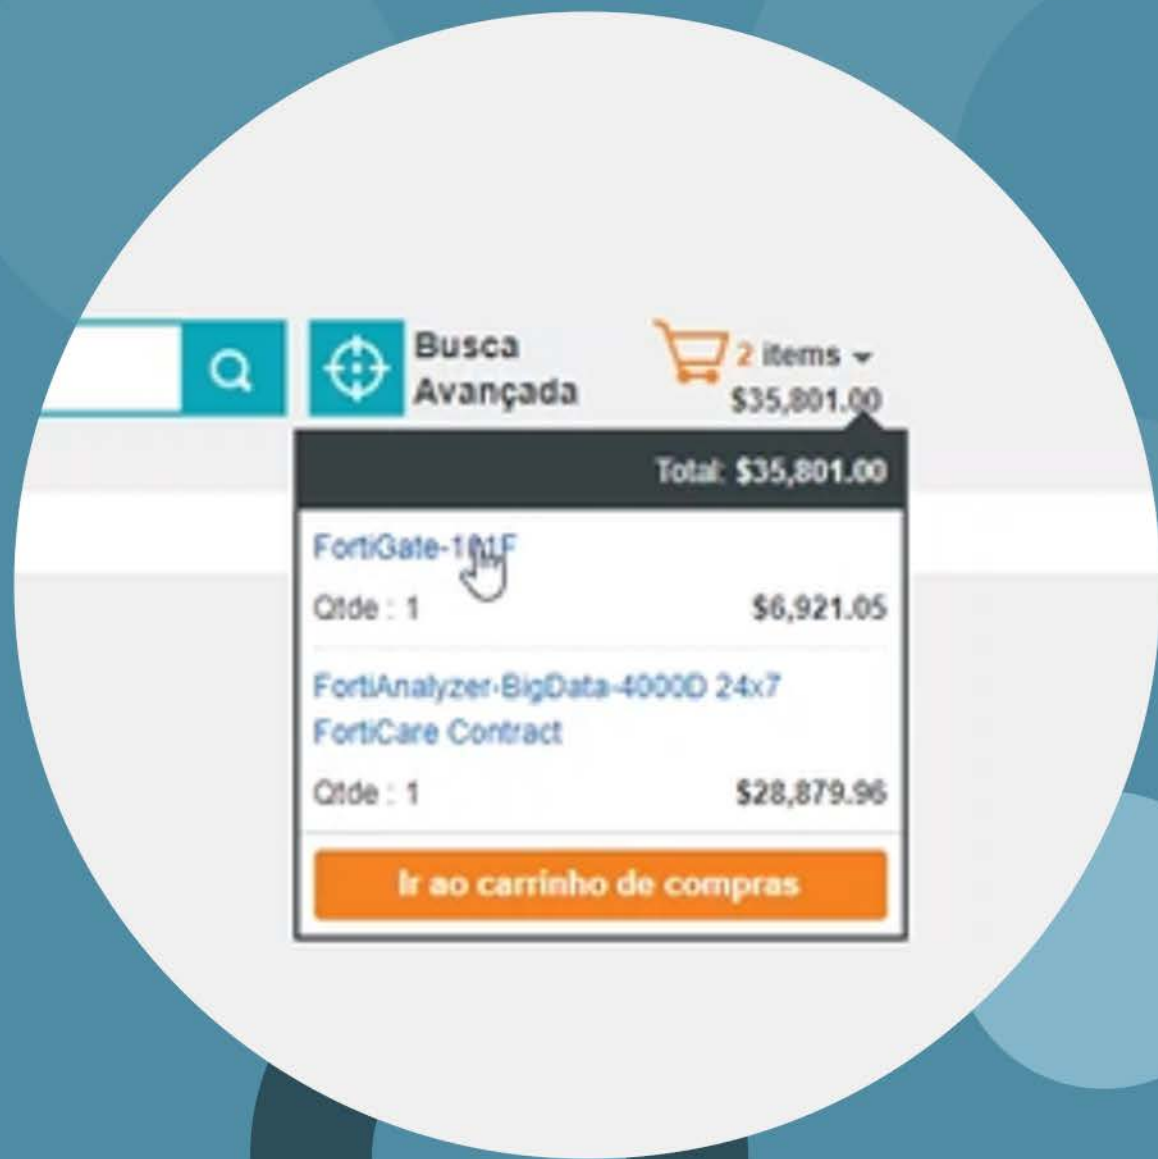 Busca
Avançada
2 items
$35,801.00
Total: $35,801.00
FortiGate-101F
Qtde : 1
$6,921.05
FortiAnalyzer-BigData-4000D 24x7
FortiCare Contract
Qtde : 1
$28,879.96
Ir ao carrinho de compras